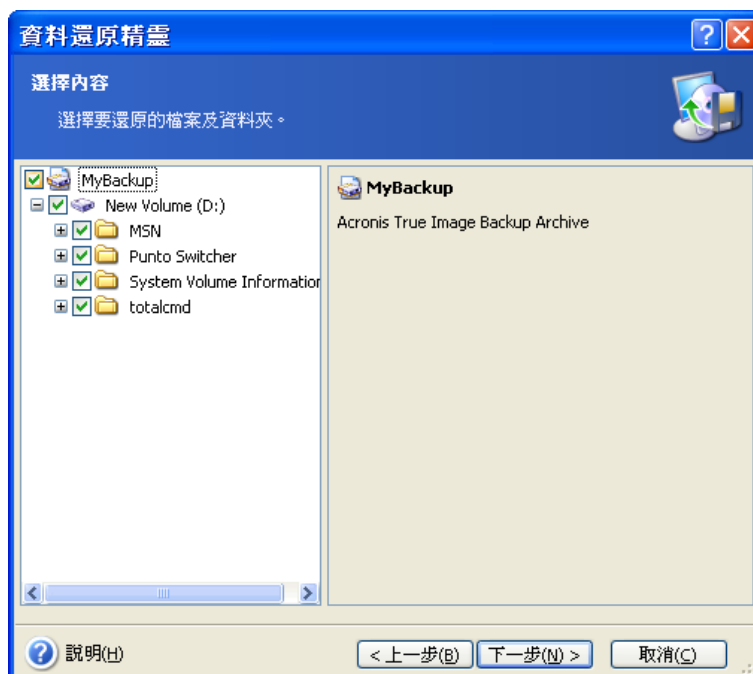 資料還原精靈
選擇內容
選擇要還原的檔案及資料夾。
MyBackup
New Volume (D:)
MSN
Punto Switcher
System Volume Information
totalcmd
MyBackup
Acronis True Image Backup Archive
說明(H)
< 上一步(B)
下一步(N) >
取消(C)